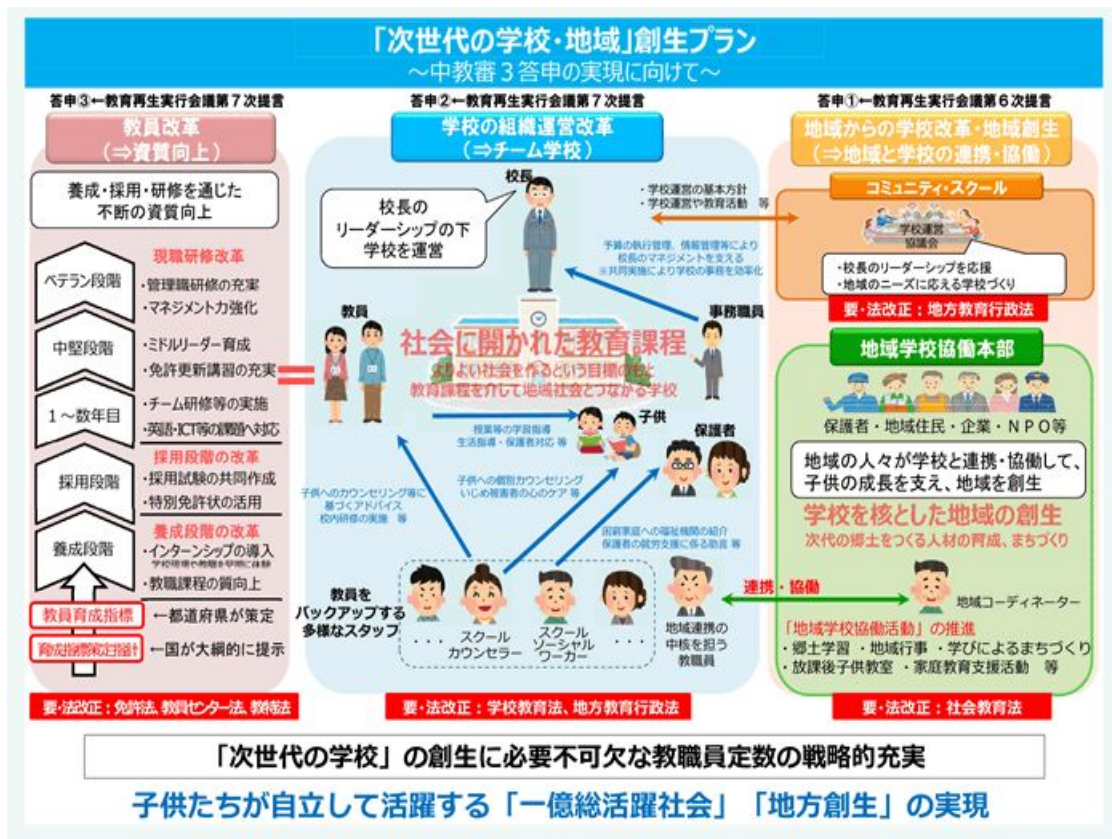 「次世代の学校・地域」創生プラン
～中教審３答申の実現に向けて～
答申③←教育再生実行会議第７次提言
教員改革
（⇒資質向上）
養成・採用・研修を通じた
不断の資質向上
ベテラン段階
中堅段階
１～数年目
採用段階
養成段階
現職研修改革
・管理職研修の充実
・マネジメント力強化
・ミドルリーダー育成
・免許更新講習の充実
・チーム研修等の実施
・英語・ICT等の課題へ対応
採用段階の改革
・採用試験の共同作成
・特別免許状の活用
養成段階の改革
・インターンシップの導入
・教職課程の質向上
教員育成指標
←都道府県が策定
←国が大綱的に提示
要・法改正：免許法、教員センター法、教特法
答申②←教育再生実行会議第７次提言
学校の組織運営改革
（⇒チーム学校）
校長
校長の
リーダーシップの下
学校を運営
・学校運営の基本方針
・学校運営や教育活動　等
予算の執行管理、情報管理等により
校長のマネジメントを支える
※共同実施により学校の事務を効率化
教員
事務職員
社会に開かれた教育課程
よりよい社会を作るという目標のもと
教育課程を介して地域社会とつながる学校
子供
授業等の学習指導
生活指導・保護者対応 等
保護者
子供へのカウンセリング等に
基づくアドバイス
校内研修の実施　等
子供への個別カウンセリング
いじめ被害者の心のケア 等
困窮家庭への福祉機関の紹介
保護者の就労支援に係る助言 等
教員を
バックアップする
多様なスタッフ
・・・
スクール
カウンセラー
スクール
ソーシャル
ワーカー
・・・
地域連携の
中核を担う
教職員
要・法改正：学校教育法、地方教育行政法
答申①←教育再生実行会議第６次提言
地域からの学校改革・地域創生
（⇒地域と学校の連携・協働）
コミュニティ・スクール
学校運営
協議会
・校長のリーダーシップを応援
・地域のニーズに応える学校づくり
要・法改正：地方教育行政法
地域学校協働本部
保護者・地域住民・企業・ＮＰＯ等
地域の人々が学校と連携・協働して、
子供の成長を支え、地域を創生
学校を核とした地域の創生
次代の郷土をつくる人材の育成、まちづくり
連携・協働
地域コーディネーター
「地域学校協働活動」の推進
・郷土学習　・地域行事　・学びによるまちづくり
・放課後子供教室　・家庭教育支援活動　等
要・法改正：社会教育法
「次世代の学校」の創生に必要不可欠な教職員定数の戦略的充実
子供たちが自立して活躍する「一億総活躍社会」「地方創生」の実現